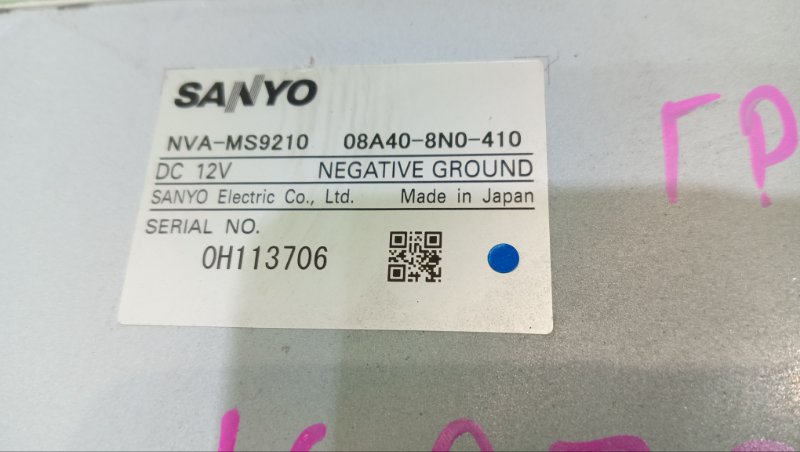 SANYO
NVA-MS9210 08A40-8N0-410
DC 12V NEGATIVE GROUND
SANYO Electric Co., Ltd. Made in Japan
SERIAL NO.
0H113706
ГР